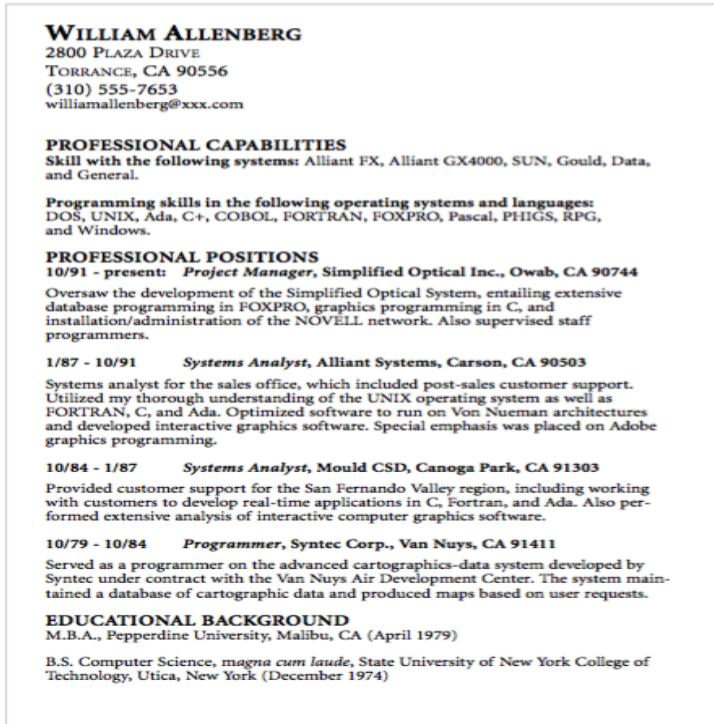 WILLIAM ALLENBERG
2800 PLAZA DRIVE
TORRANCE, CA 90556
(310) 555-7653
williamallenberg@xxx.com
PROFESSIONAL CAPABILITIES
Skill with the following systems: Alliant FX, Alliant GX4000, SUN, Gould, Data,
and General.
Programming skills in the following operating systems and languages:
DOS, UNIX, Ada, C+, COBOL, FORTRAN, FOXPRO, Pascal, PHIGS, RPG,
and Windows.
PROFESSIONAL POSITIONS
10/91 - present: Project Manager, Simplified Optical Inc., Owab, CA 90744
Oversaw the development of the Simplified Optical System, entailing extensive
database programming in FOXPRO, graphics programming in C, and
installation/administration of the NOVELL network. Also supervised staff
programmers.
1/87 - 10/91 Systems Analyst, Alliant Systems, Carson, CA 90503
Systems analyst for the sales office, which included post-sales customer support.
Utilized my thorough understanding of the UNIX operating system as well as
FORTRAN, C, and Ada. Optimized software to run on Von Nueman architectures
and developed interactive graphics software. Special emphasis was placed on Adobe
graphics programming.
10/84 - 1/87 Systems Analyst, Mould CSD, Canoga Park, CA 91303
Provided customer support for the San Fernando Valley region, including working
with customers to develop real-time applications in C, Fortran, and Ada. Also per-
formed extensive analysis of interactive computer graphics software.
10/79 - 10/84 Programmer, Syntec Corp., Van Nuys, CA 91411
Served as a programmer on the advanced cartographics-data system developed by
Syntec under contract with the Van Nuys Air Development Center. The system main-
tained a database of cartographic data and produced maps based on user requests.
EDUCATIONAL BACKGROUND
M.B.A., Pepperdine University, Malibu, CA (April 1979)
B.S. Computer Science, magna cum laude, State University of New York College of
Technology, Utica, New York (December 1974)